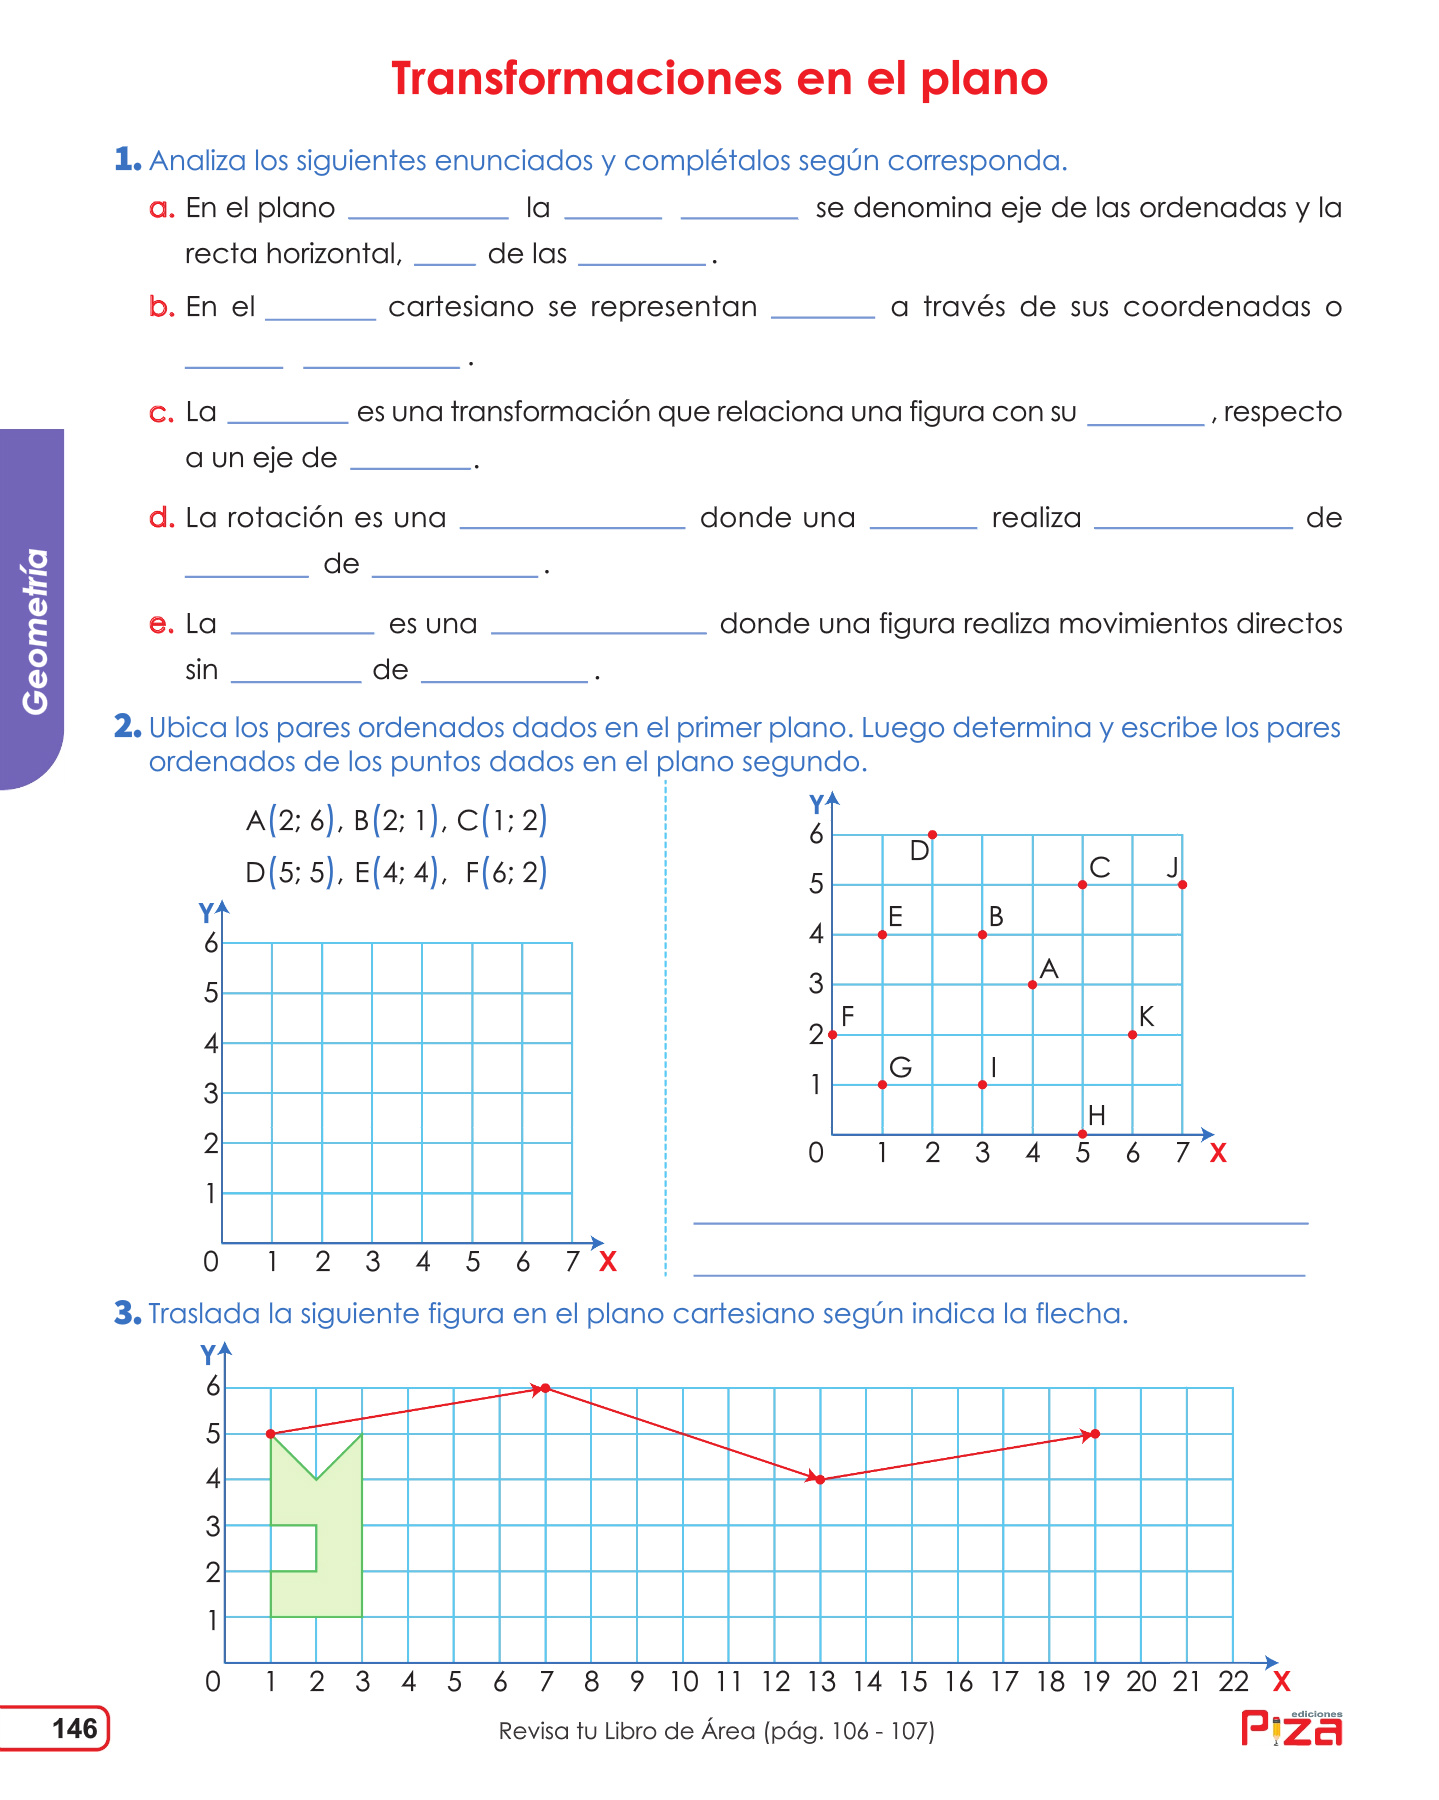 Transformaciones en el plano
1. Analiza los siguientes enunciados y complétalos según corresponda.
a. En el plano __________ la ______ _______ se denomina eje de las ordenadas y la
recta horizontal, ____ de las ________.
b. En el _______ cartesiano se representan ______ a través de sus coordenadas o
______ __________.
c. La ________ es una transformación que relaciona una figura con su _______, respecto
a un eje de ________.
d. La rotación es una ______________ donde una _______ realiza ____________ de
________ de __________.
e. La _________ es una _____________ donde una figura realiza movimientos directos
sin ________ de __________.
Geometría
2. Ubica los pares ordenados dados en el primer plano. Luego determina y escribe los pares
ordenados de los puntos dados en el plano segundo.
A(2; 6), B(2; 1), C(1; 2)
D(5; 5), E(4; 4), F(6; 2)
Y
6
5
4
3
2
1
0 1 2 3 4 5 6 7 X
Y
6
D
C J
5
E B
4
A
3
F K
2
G I
1
H
0 1 2 3 4 5 6 7 X
3. Traslada la siguiente figura en el plano cartesiano según indica la flecha.
Y
6
5
4
3
2
1
0 1 2 3 4 5 6 7 8 9 10 11 12 13 14 15 16 17 18 19 20 21 22 X
146
Revisa tu Libro de Área (pág. 106 - 107)
ediciones
Piza